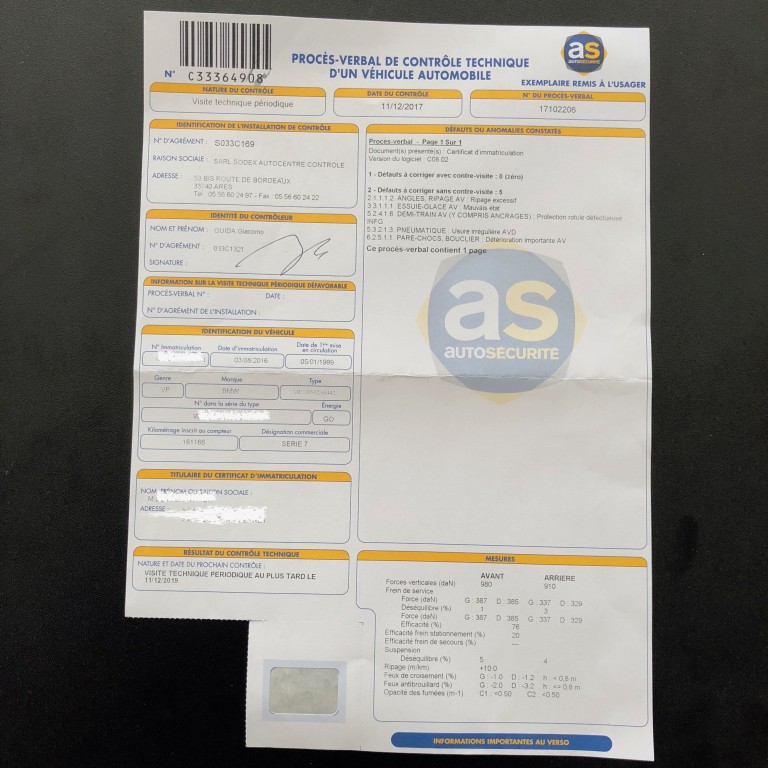 N° C33364908
PROCÈS-VERBAL DE CONTRÔLE TECHNIQUE
D'UN VÉHICULE AUTOMOBILE
as
AUTOSÉCURITÉ
EXEMPLAIRE REMIS À L'USAGER
NATURE DU CONTRÔLE
Visite technique périodique
DATE DU CONTRÔLE
11/12/2017
N° DU PROCÈS-VERBAL
17102206
IDENTIFICATION DE L'INSTALLATION DE CONTRÔLE
N° D'AGRÉMENT : S033C169
RAISON SOCIALE : SARL SODEX AUTOCENTRE CONTROLE
ADRESSE : 53 BIS ROUTE DE BORDEAUX
33740 ARES
Tél : 05 56 60 24 97 - Fax : 05 56 60 24 22
IDENTITÉ DU CONTRÔLEUR
NOM ET PRÉNOM : GUIDA Giacomo
N° D'AGRÉMENT : 033C1321
SIGNATURE :
INFORMATION SUR LA VISITE TECHNIQUE PÉRIODIQUE DÉFAVORABLE
PROCÈS-VERBAL N° : DATE :
N° D'AGRÉMENT DE L'INSTALLATION :
IDENTIFICATION DU VÉHICULE
N° Immatriculation
Date d'immatriculation
03/08/2016
Date de 1ère mise
en circulation
05/01/1999
Genre
VP
Marque
BMW
Type
N° dans la série du type
Énergie
GO
Kilométrage inscrit au compteur
161166
Désignation commerciale
SERIE 7
TITULAIRE DU CERTIFICAT D'IMMATRICULATION
NOM, PRÉNOM OU RAISON SOCIALE :
M
ADRESSE
RÉSULTAT DU CONTRÔLE TECHNIQUE
NATURE ET DATE DU PROCHAIN CONTRÔLE :
VISITE TECHNIQUE PERIODIQUE AU PLUS TARD LE
11/12/2019
DÉFAUTS OU ANOMALIES CONSTATÉS
Procès-verbal - Page 1 Sur 1
Document(s) présenté(s) : Certificat d'immatriculation
Version du logiciel : C08.02
1 - Défauts à corriger avec contre-visite : 0 (zéro)
2 - Défauts à corriger sans contre-visite : 5
2.1.1.1.2. ANGLES, RIPAGE AV : Ripage excessif
3.3.1.1.1. ESSUIE-GLACE AV : Mauvais état
5.2.4.1.6. DEMI-TRAIN AV (Y COMPRIS ANCRAGES) : Protection rotule défectueuse
INFG
5.3.2.1.3. PNEUMATIQUE : Usure irrégulière AVD
6.2.5.1.1. PARE-CHOCS, BOUCLIER : Détérioration importante AV
Ce procès-verbal contient 1 page
as
AUTOSÉCURITÉ
MESURES
AVANT ARRIERE
Forces verticales (daN) 980 910
Frein de service
Force (daN) G : 387 D : 385 G : 337 D : 329
Déséquilibre (%) 1 3
Force (daN) G : 387 D : 385 G : 337 D : 329
Efficacité (%) 76
Efficacité frein stationnement (%) 20
Efficacité frein de secours (%) ---
Suspension
Déséquilibre (%) 5 4
Ripage (m/km) +10.0
Feux de croisement (%) G : -1.0 D : -1.2 h : < 0,8 m
Feux antibrouillard (%) G : -2.0 D : -3.2 h : <= 0,8 m
Opacité des fumées (m-1) C1 : <0.50 C2 : <0.50
INFORMATIONS IMPORTANTES AU VERSO